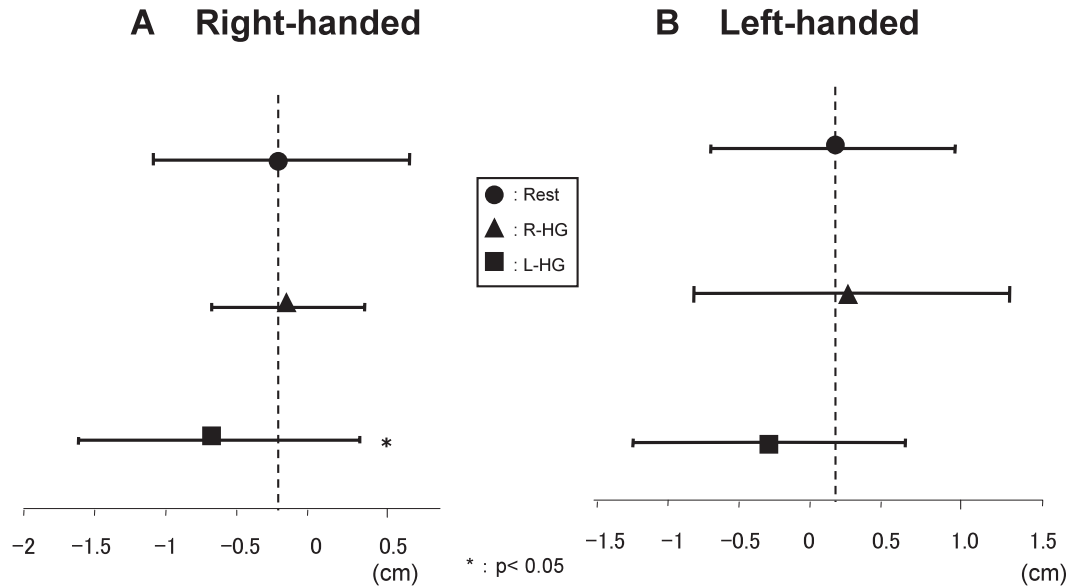 A Right-handed
B Left-handed
: Rest
: R-HG
: L-HG
*
−2 −1.5 −1 −0.5 0 0.5
(cm)
* : p< 0.05
−1.5 −1 −0.5 0 0.5 1.0 1.5
(cm)